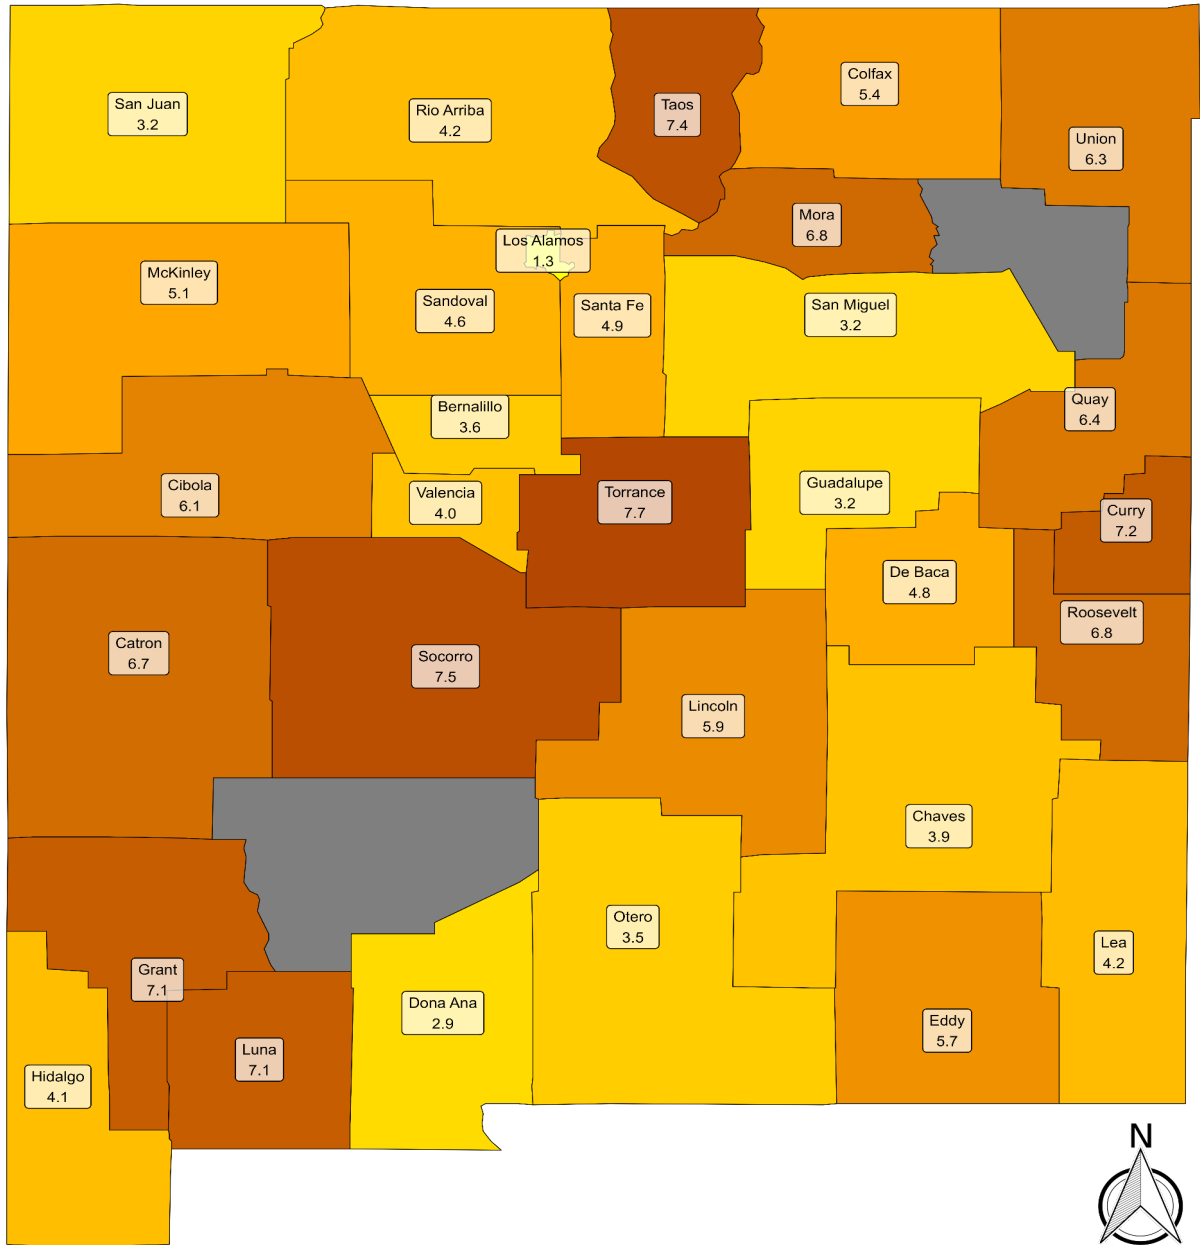 San Juan
3.2
Rio Arriba
4.2
Taos
7.4
Colfax
5.4
Union
6.3
Mora
6.8
Los Alamos
1.3
McKinley
5.1
Sandoval
4.6
Santa Fe
4.9
San Miguel
3.2
Bernalillo
3.6
Quay
6.4
Cibola
6.1
Valencia
4.0
Torrance
7.7
Guadalupe
3.2
Curry
7.2
De Baca
4.8
Roosevelt
6.8
Catron
6.7
Socorro
7.5
Lincoln
5.9
Chaves
3.9
Otero
3.5
Lea
4.2
Grant
7.1
Dona Ana
2.9
Eddy
5.7
Luna
7.1
Hidalgo
4.1
N